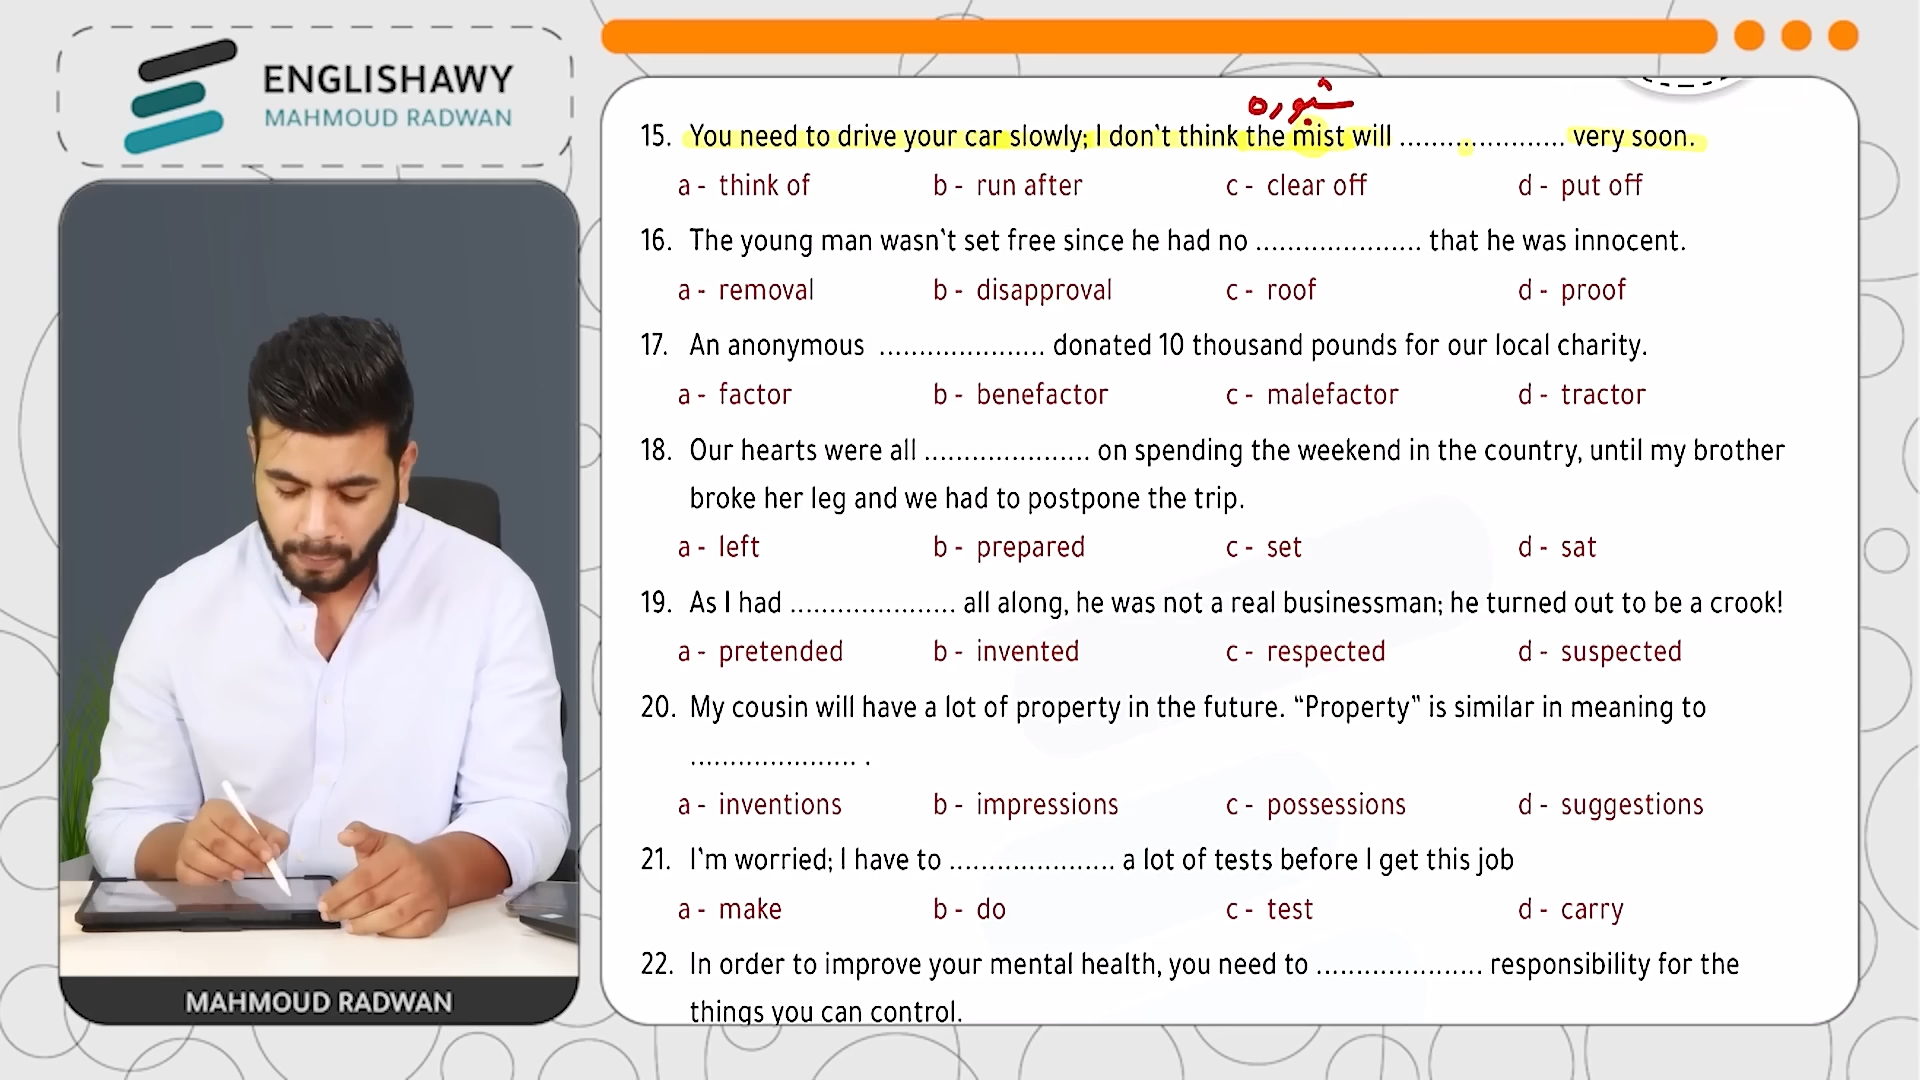 ENGLISHAWY
MAHMOUD RADWAN
شبوره
15. You need to drive your car slowly; I don't think the mist will ..................... very soon.
a - think of b - run after c - clear off d - put off
16. The young man wasn't set free since he had no ..................... that he was innocent.
a - removal b - disapproval c - roof d - proof
17. An anonymous ..................... donated 10 thousand pounds for our local charity.
a - factor b - benefactor c - malefactor d - tractor
18. Our hearts were all ..................... on spending the weekend in the country, until my brother
broke her leg and we had to postpone the trip.
a - left b - prepared c - set d - sat
19. As I had ..................... all along, he was not a real businessman; he turned out to be a crook!
a - pretended b - invented c - respected d - suspected
20. My cousin will have a lot of property in the future. “Property” is similar in meaning to
..................... .
a - inventions b - impressions c - possessions d - suggestions
21. I'm worried; I have to ..................... a lot of tests before I get this job
a - make b - do c - test d - carry
22. In order to improve your mental health, you need to ..................... responsibility for the
things you can control.
MAHMOUD RADWAN